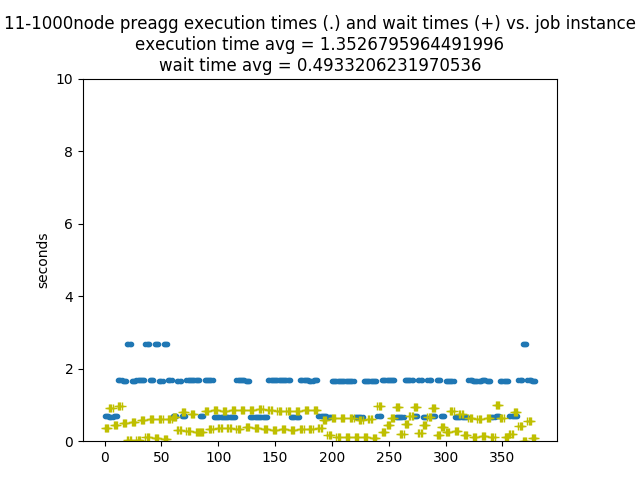 11-1000node preagg execution times (.) and wait times (+) vs. job instance
execution time avg = 1.3526795964491996
wait time avg = 0.4933206231970536
10
8
6
4
2
0
seconds
0 50 100 150 200 250 300 350